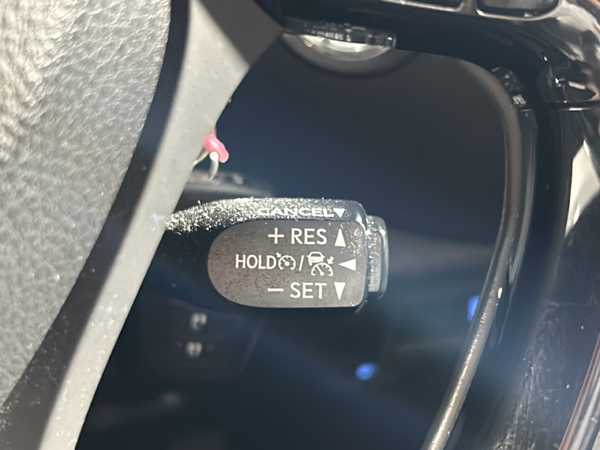 CANCEL
+ RES
HOLD /
− SET